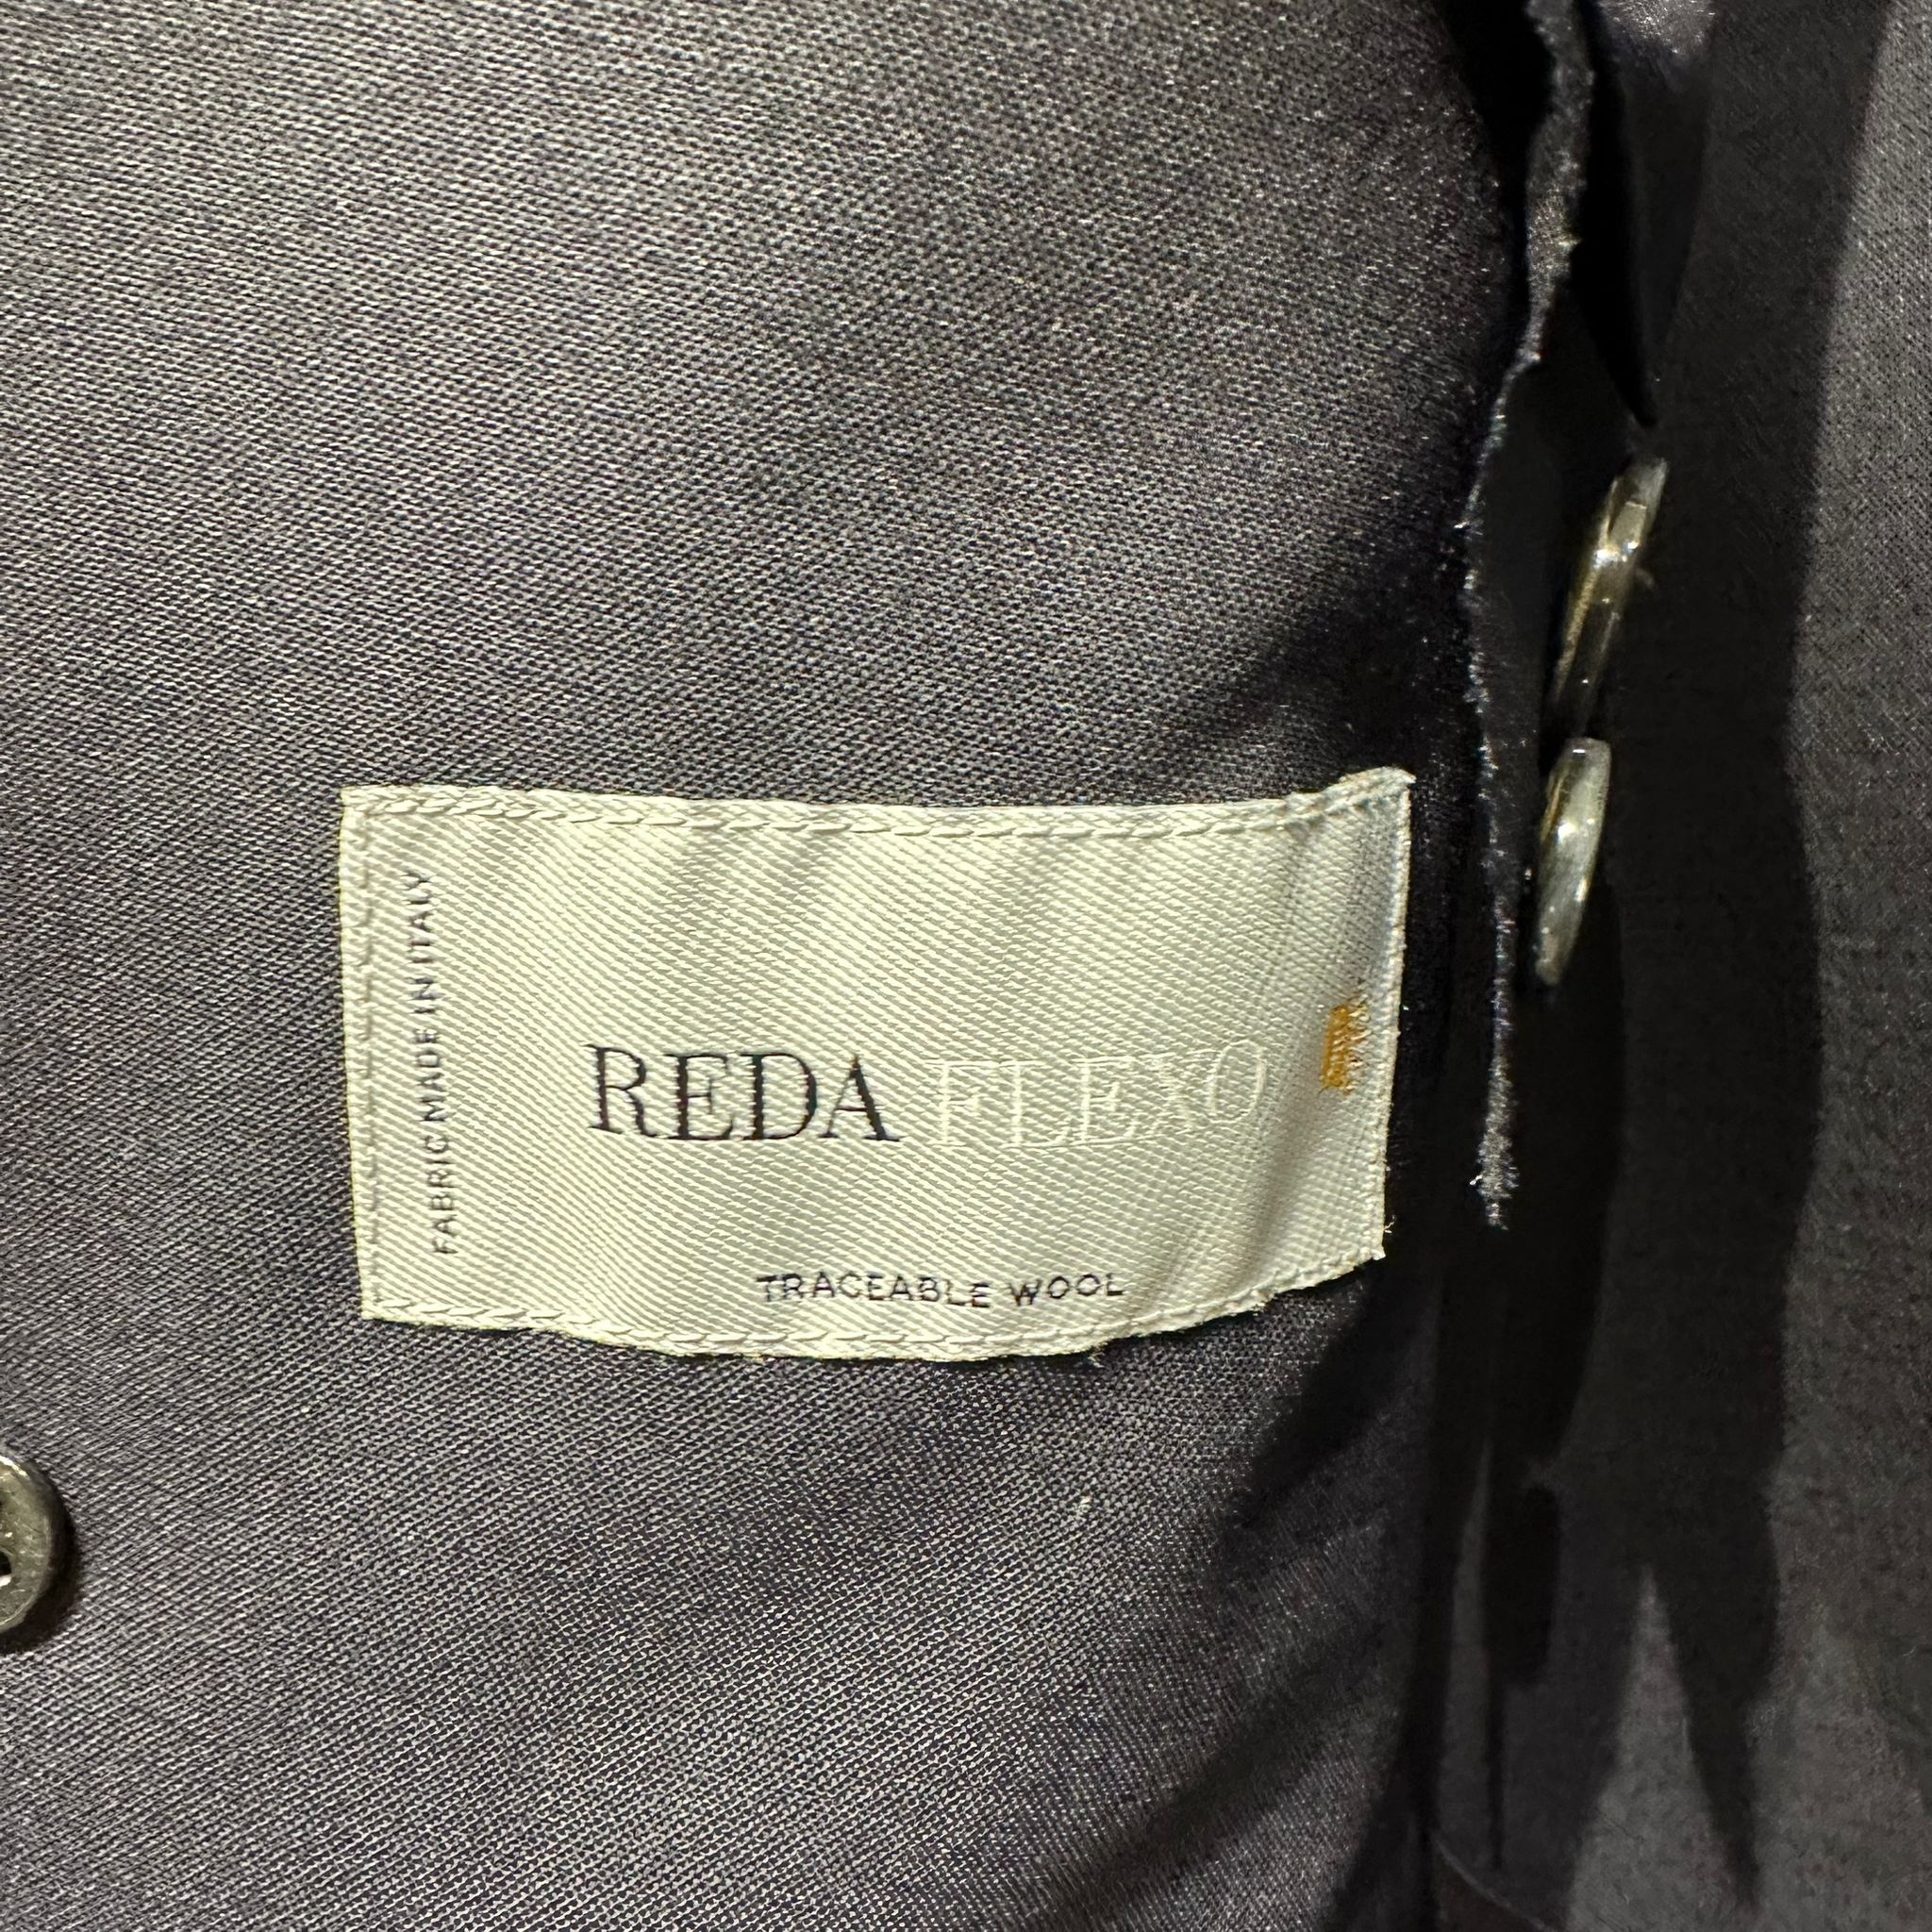 FABRIC MADE IN ITALY
REDA FLEXO
TRACEABLE WOOL